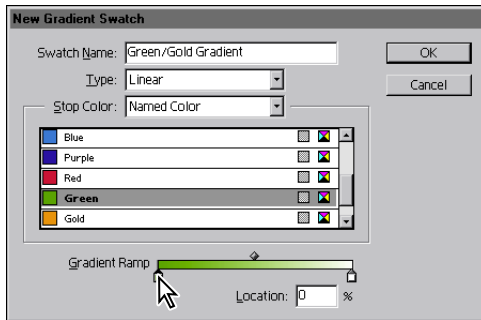 New Gradient Swatch
Swatch Name: Green/Gold Gradient
OK
Type: Linear
Cancel
Stop Color: Named Color
Blue
Purple
Red
Green
Gold
Gradient Ramp
Location: 0 %